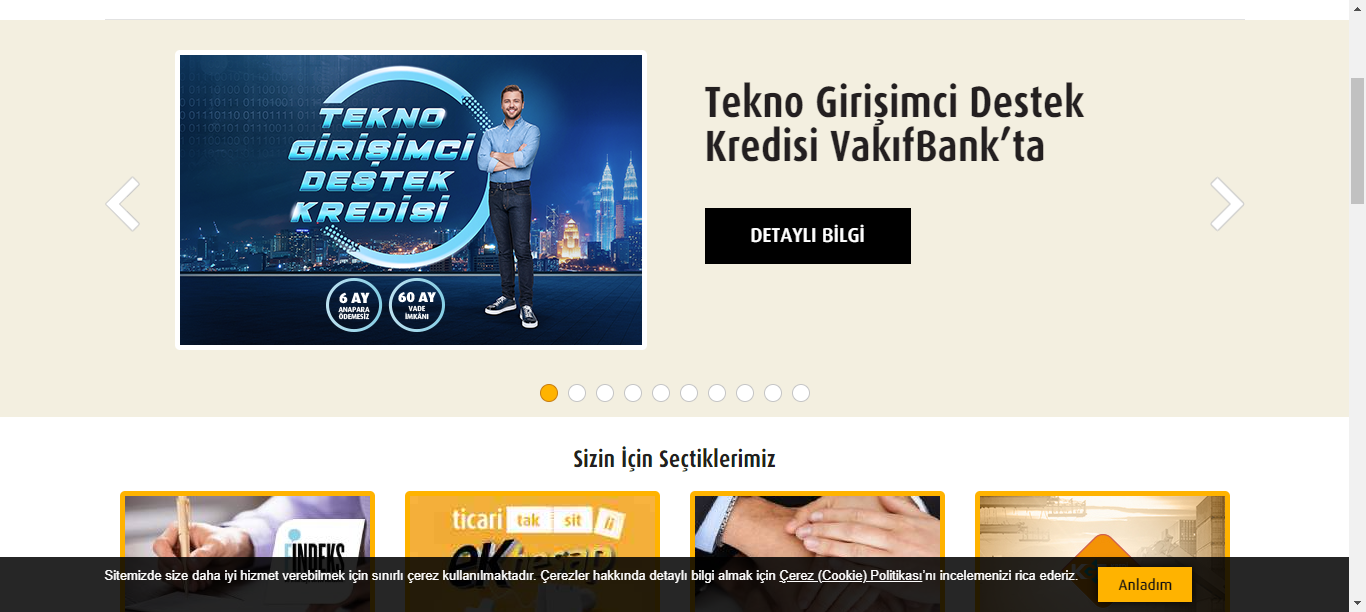 TEKNO
GİRİŞİMCİ
DESTEK
KREDİSİ
6 AY
ANAPARA
ÖDEMESİZ
60 AY
VADE
İMKÂNI
Tekno Girişimci Destek
Kredisi VakıfBank’ta
DETAYLI BİLGİ
Sizin İçin Seçtiklerimiz
FİNDEKS
ticari tak sit li
ek hesap
Sitemizde size daha iyi hizmet verebilmek için sınırlı çerez kullanılmaktadır. Çerezler hakkında detaylı bilgi almak için Çerez (Cookie) Politikası'nı incelemenizi rica ederiz.
Anladım